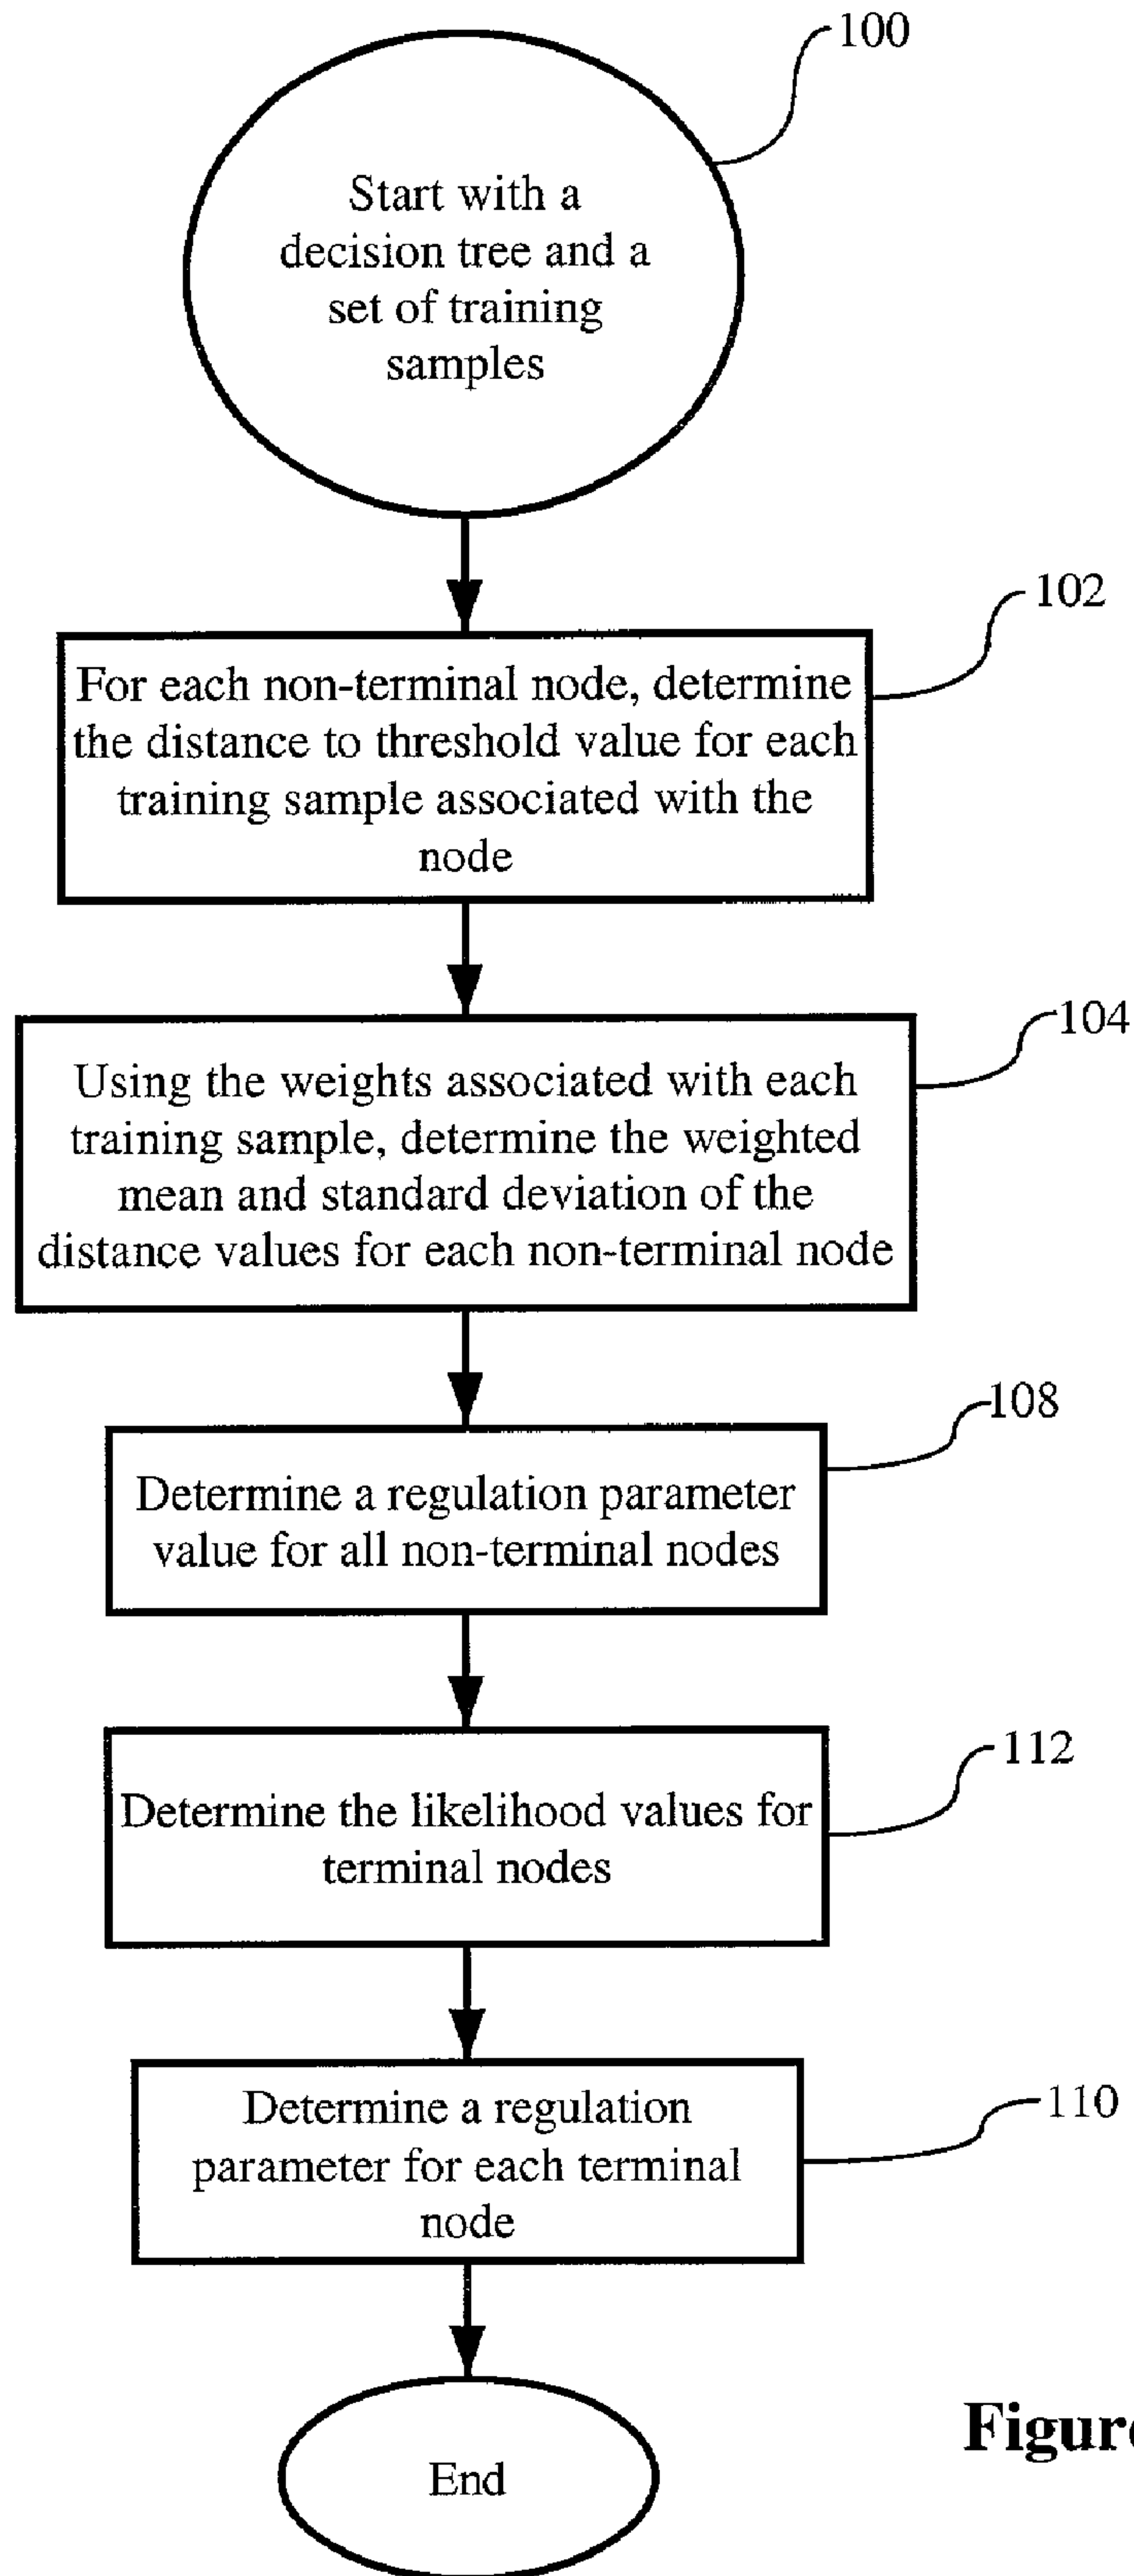 100
Start with a
decision tree and a
set of training
samples
102
For each non-terminal node, determine
the distance to threshold value for each
training sample associated with the
node
104
Using the weights associated with each
training sample, determine the weighted
mean and standard deviation of the
distance values for each non-terminal node
108
Determine a regulation parameter
value for all non-terminal nodes
112
Determine the likelihood values for
terminal nodes
110
Determine a regulation
parameter for each terminal
node
End